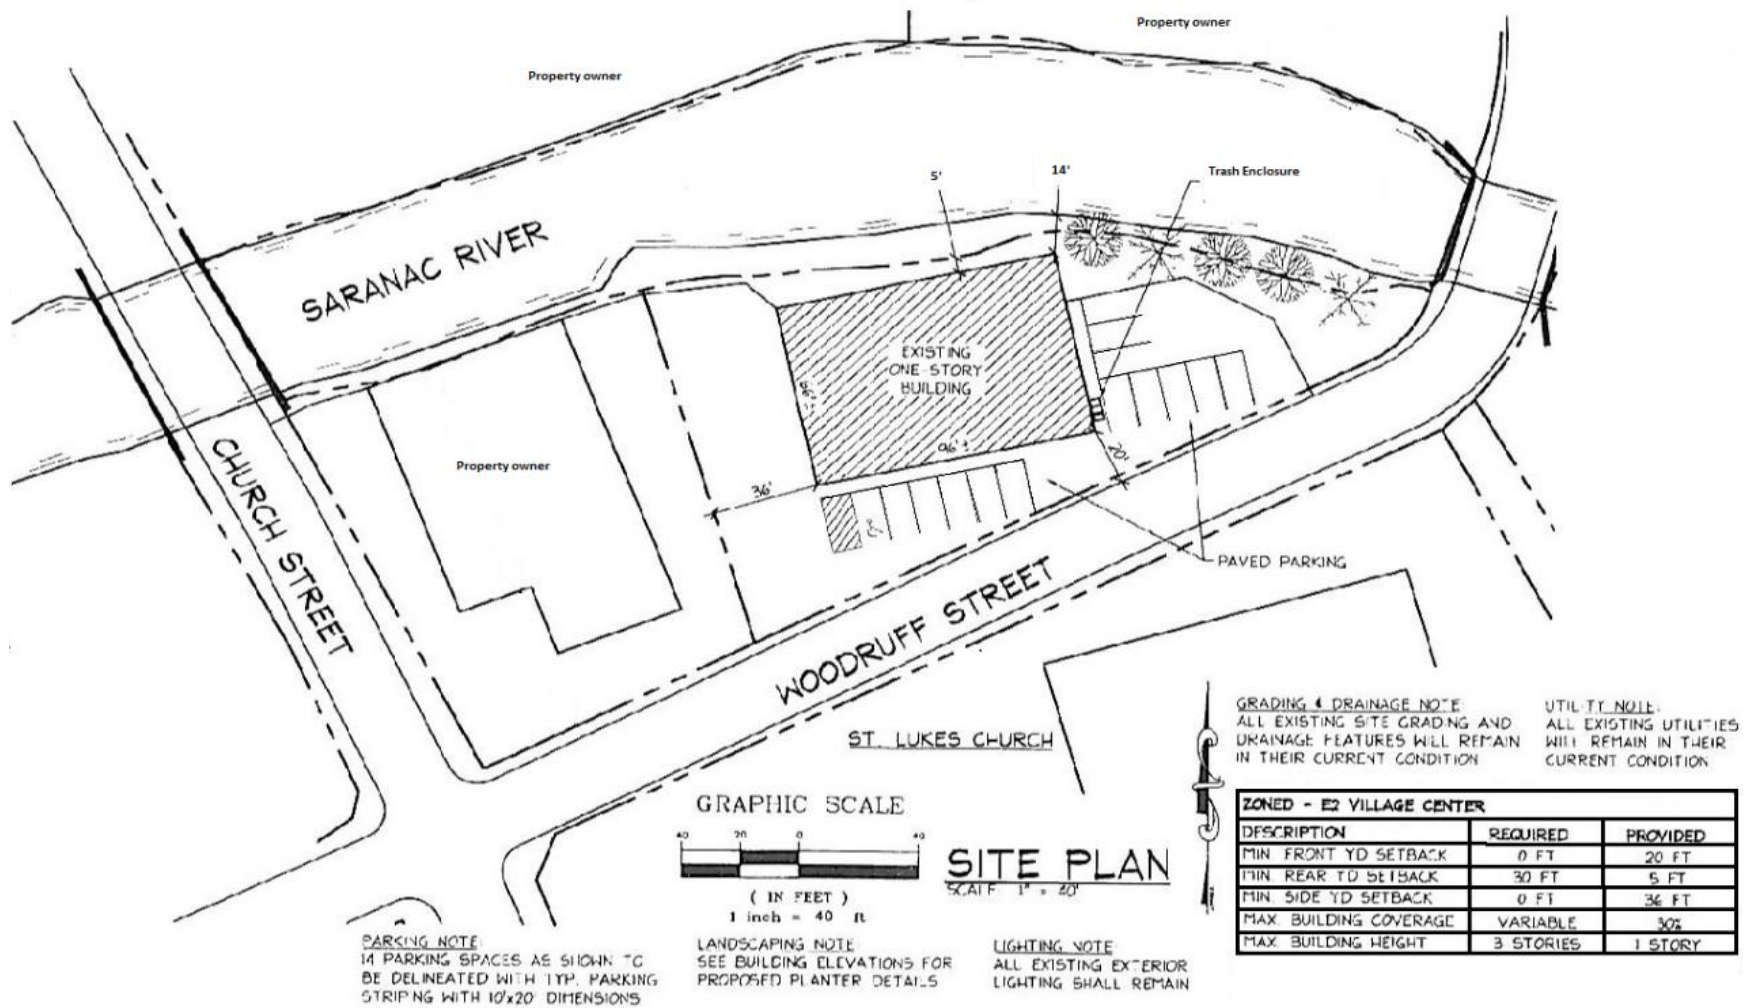 Property owner
Property owner
5'
14'
Trash Enclosure
SARANAC RIVER
EXISTING
ONE-STORY
BUILDING
66'±
96'±
20'
36'
Property owner
CHURCH STREET
WOODRUFF STREET
PAVED PARKING
ST. LUKES CHURCH
GRADING & DRAINAGE NOTE:
ALL EXISTING SITE GRADING AND
DRAINAGE FEATURES WILL REMAIN
IN THEIR CURRENT CONDITION
UTILITY NOTE:
ALL EXISTING UTILITIES
WILL REMAIN IN THEIR
CURRENT CONDITION
GRAPHIC SCALE
40 20 0 40
( IN FEET )
1 inch = 40 ft
SITE PLAN
SCALE 1" = 40'
ZONED - E2 VILLAGE CENTER
DESCRIPTION REQUIRED PROVIDED
MIN. FRONT YD SETBACK 0 FT 20 FT
MIN. REAR YD SETBACK 30 FT 5 FT
MIN. SIDE YD SETBACK 0 FT 36 FT
MAX. BUILDING COVERAGE VARIABLE 30%
MAX. BUILDING HEIGHT 3 STORIES 1 STORY
PARKING NOTE:
14 PARKING SPACES AS SHOWN TO
BE DELINEATED WITH TYP. PARKING
STRIPING WITH 10'x20' DIMENSIONS
LANDSCAPING NOTE:
SEE BUILDING ELEVATIONS FOR
PROPOSED PLANTER DETAILS
LIGHTING NOTE:
ALL EXISTING EXTERIOR
LIGHTING SHALL REMAIN